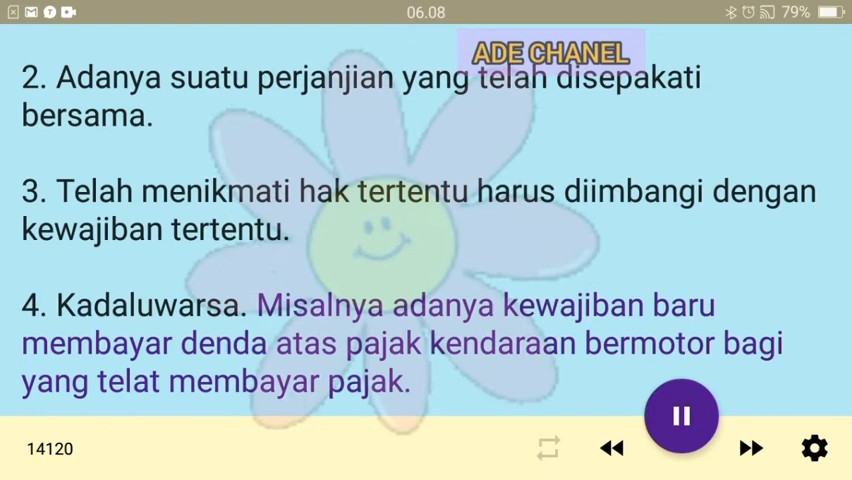 06.08
79%
ADE CHANEL
2. Adanya suatu perjanjian yang telah disepakati
bersama.
3. Telah menikmati hak tertentu harus diimbangi dengan
kewajiban tertentu.
4. Kadaluwarsa. Misalnya adanya kewajiban baru
membayar denda atas pajak kendaraan bermotor bagi
yang telat membayar pajak.
14120